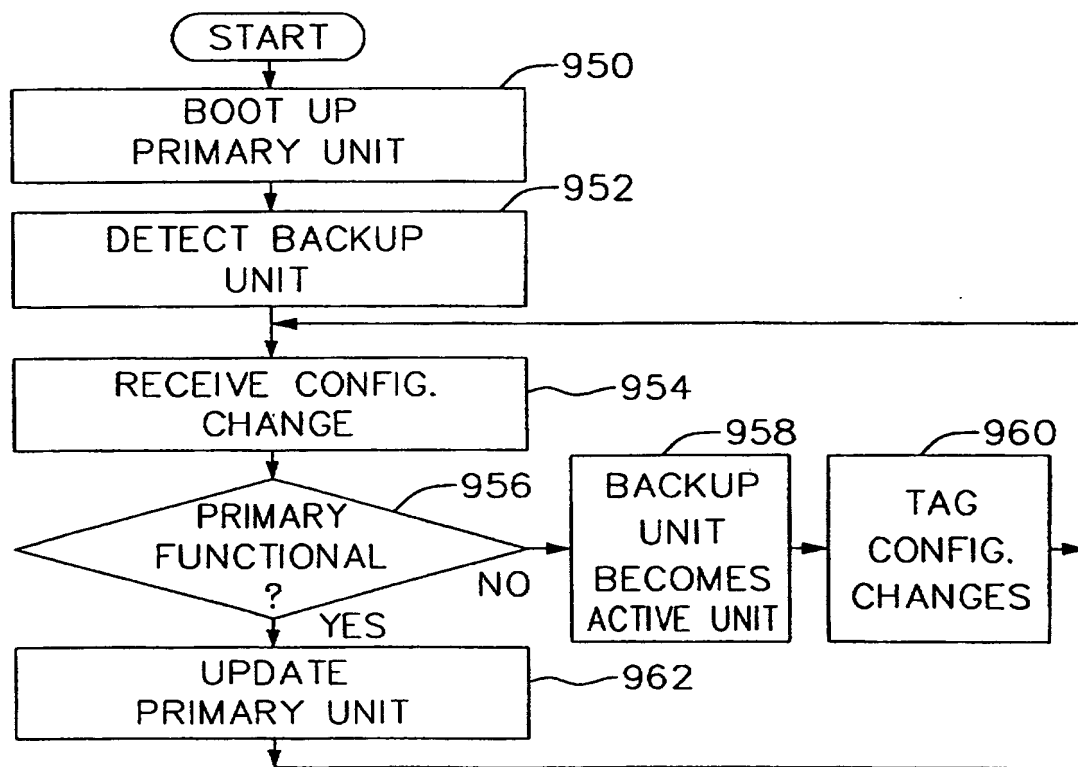 START
950
BOOT UP
PRIMARY UNIT
952
DETECT BACKUP
UNIT
RECEIVE CONFIG.
CHANGE
954
956
PRIMARY
FUNCTIONAL
?
NO
YES
958
BACKUP
UNIT
BECOMES
ACTIVE UNIT
960
TAG
CONFIG.
CHANGES
UPDATE
PRIMARY UNIT
962